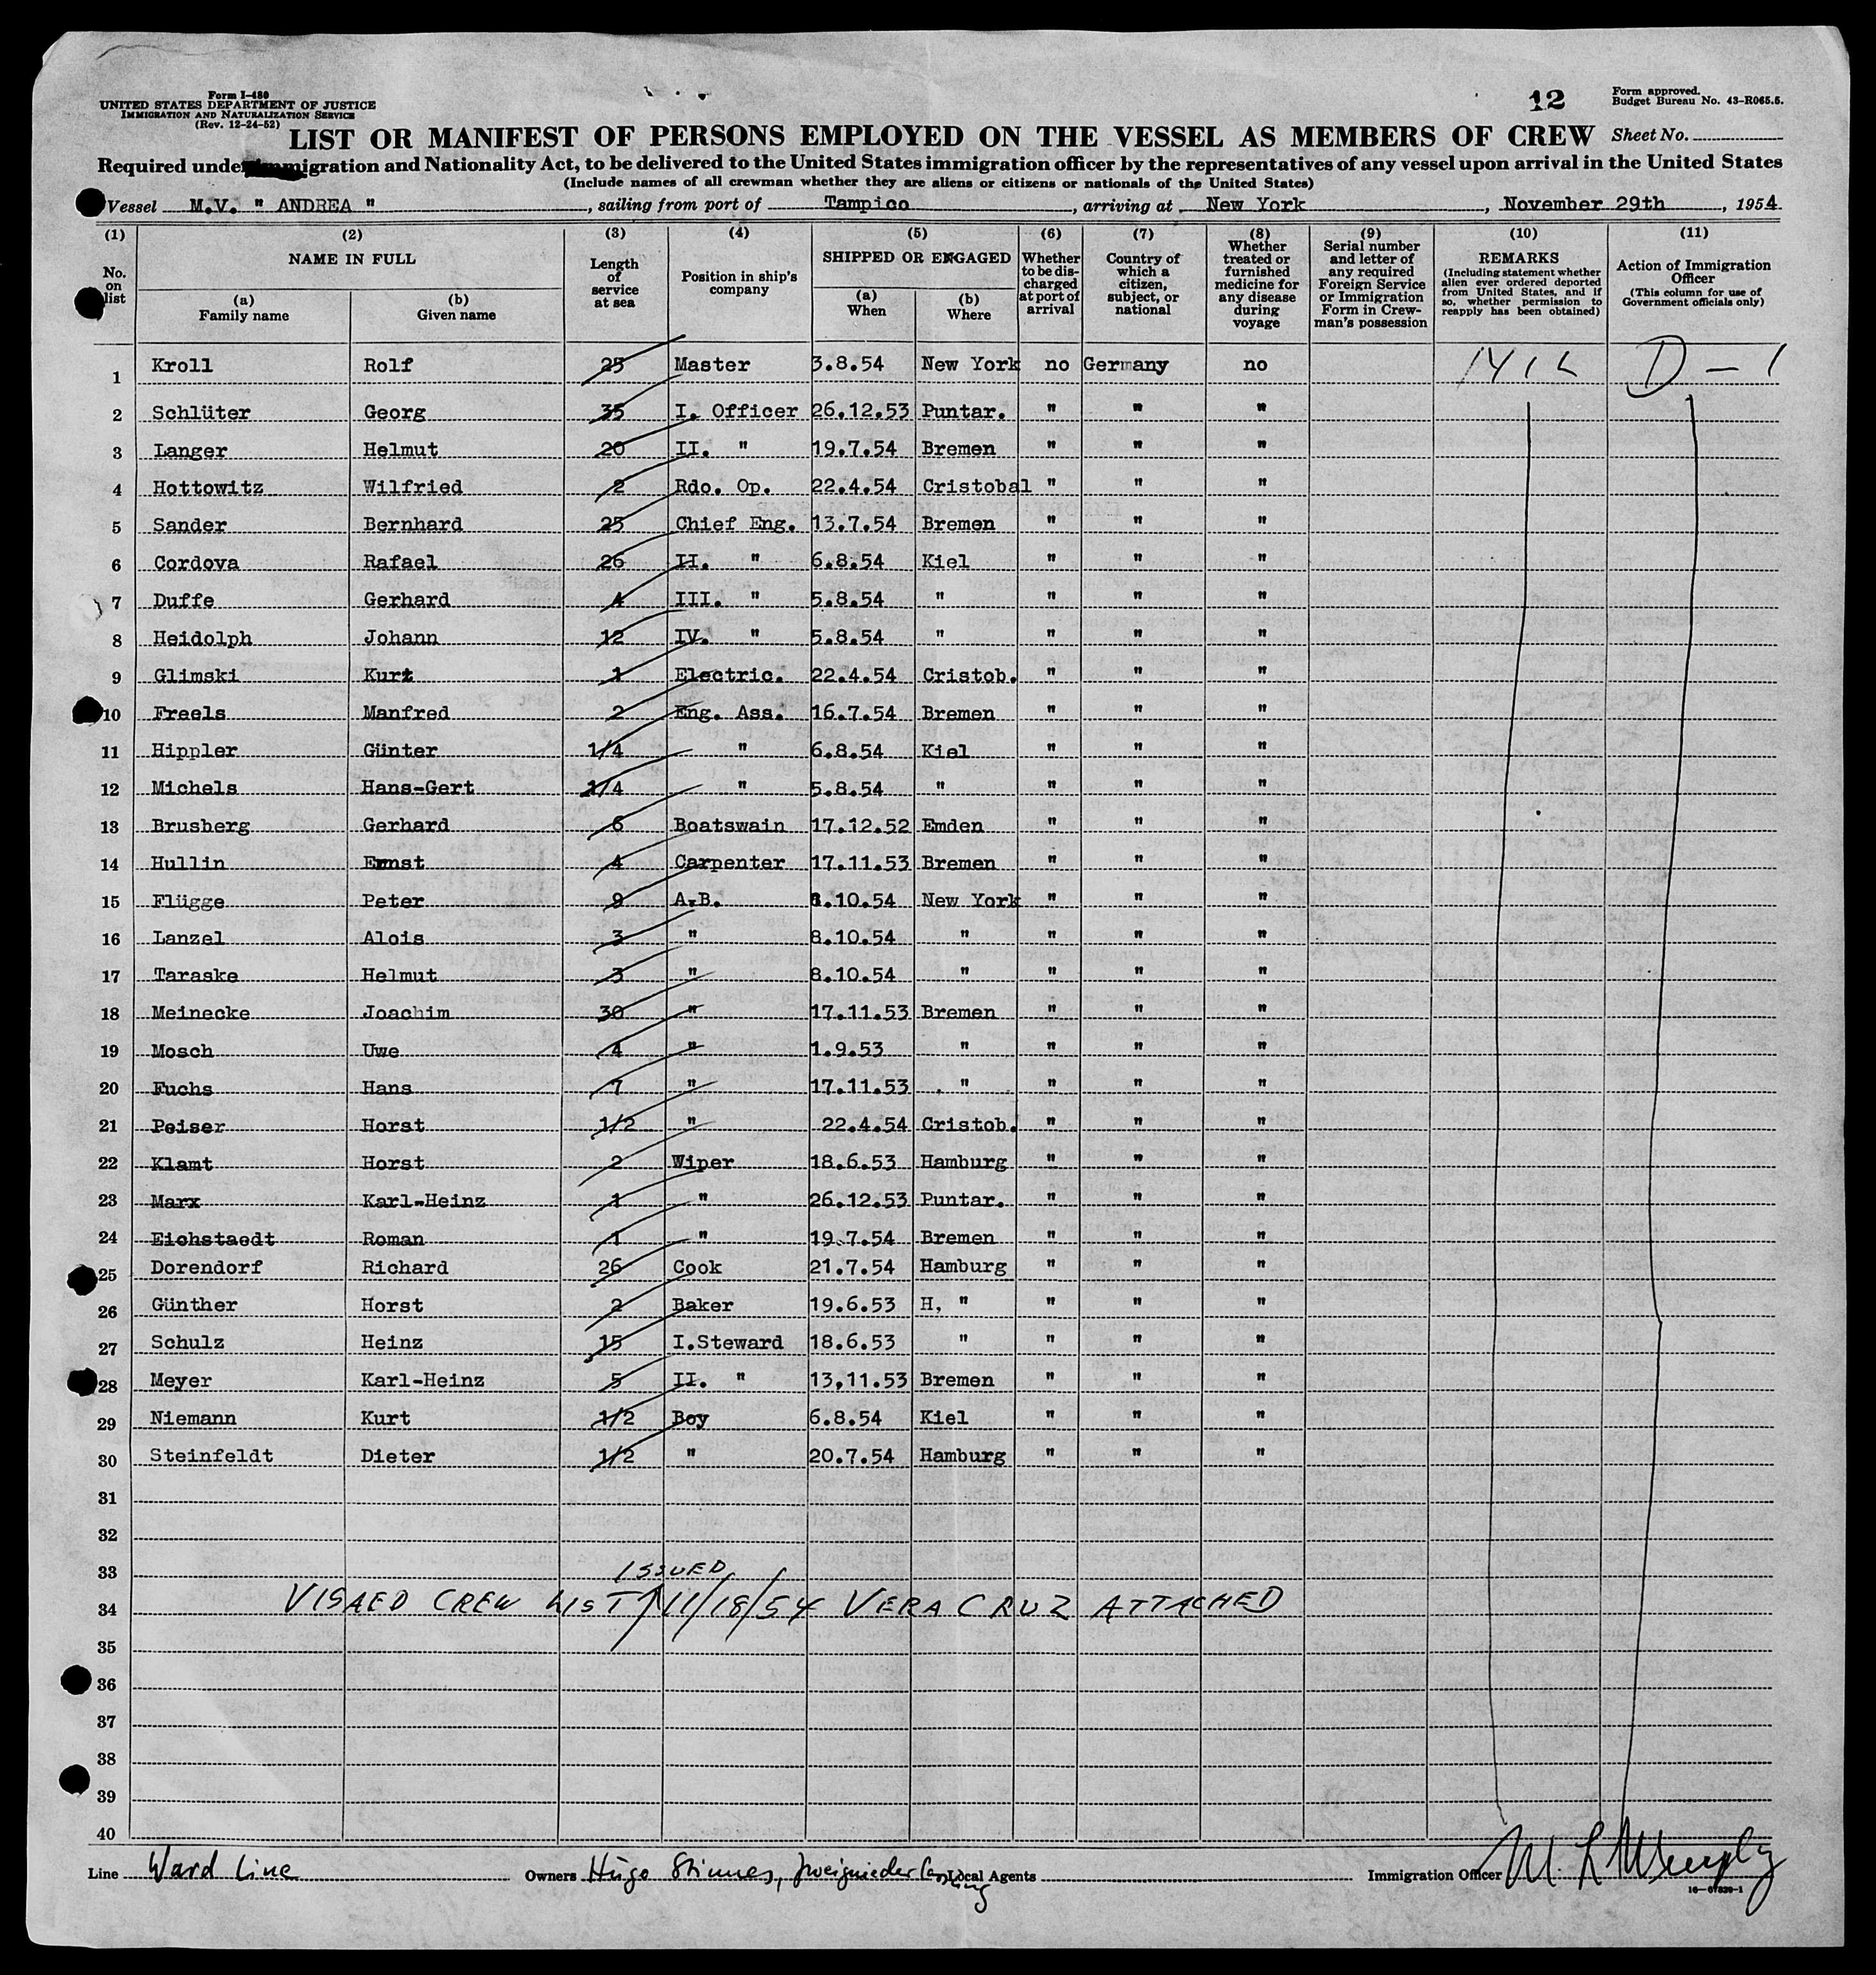 Form I-480
UNITED STATES DEPARTMENT OF JUSTICE
IMMIGRATION AND NATURALIZATION SERVICE
(Rev. 12-24-52)
12
Form approved.
Budget Bureau No. 43-R065.5.
LIST OR MANIFEST OF PERSONS EMPLOYED ON THE VESSEL AS MEMBERS OF CREW Sheet No.
Required under Immigration and Nationality Act, to be delivered to the United States immigration officer by the representatives of any vessel upon arrival in the United States
(Include names of all crewman whether they are aliens or citizens or nationals of the United States)
Vessel M.V. " ANDREA ", sailing from port of Tampico, arriving at New York, November 29th, 1954
(1) (2) (3) (4) (5) (6) (7) (8) (9) (10) (11)
No. on list
NAME IN FULL
(a) Family name
(b) Given name
Length of service at sea
Position in ship's company
SHIPPED OR ENGAGED
(a) When
(b) Where
Whether to be discharged at port of arrival
Country of which a citizen, subject, or national
Whether treated or furnished medicine for any disease during voyage
Serial number and letter of any required Foreign Service or Immigration Form in Crewman's possession
REMARKS
(Including statement whether alien ever ordered deported from United States, and if so, whether permission to reapply has been obtained)
Action of Immigration Officer
(This column for use of Government officials only)
1 Kroll Rolf 25 Master 3.8.54 New York no Germany no D-1
2 Schlüter Georg 35 I. Officer 26.12.53 Puntar. " " "
3 Langer Helmut 20 II. " 19.7.54 Bremen " " "
4 Hottowitz Wilfried 2 Rdo. Op. 22.4.54 Cristobal " " "
5 Sander Bernhard 25 Chief Eng. 13.7.54 Bremen " " "
6 Cordova Rafael 26 II. " 6.8.54 Kiel " " "
7 Duffe Gerhard 4 III. " 5.8.54 " " " "
8 Heidolph Johann 12 IV. " 5.8.54 " " " "
9 Glimski Kurt 1 Electric. 22.4.54 Cristob. " " "
10 Freels Manfred 2 Eng. Ass. 16.7.54 Bremen " " "
11 Hippler Günter 1/4 " 6.8.54 Kiel " " "
12 Michels Hans-Gert 1/4 " 5.8.54 " " " "
13 Brusberg Gerhard 6 Boatswain 17.12.52 Emden " " "
14 Hullin Ernst 4 Carpenter 17.11.53 Bremen " " "
15 Flügge Peter 9 A.B. 8.10.54 New York " " "
16 Lanzel Alois 3 " 8.10.54 " " " "
17 Taraske Helmut 3 " 8.10.54 " " " "
18 Meinecke Joachim 30 " 17.11.53 Bremen " " "
19 Mosch Uwe 4 " 1.9.53 " " " "
20 Fuchs Hans 7 " 17.11.53 " " " "
21 Peiser Horst 1/2 " 22.4.54 Cristob. " " "
22 Klamt Horst 2 Wiper 18.6.53 Hamburg " " "
23 Marx Karl-Heinz 1 " 26.12.53 Puntar. " " "
24 Eichstaedt Roman 1 " 19.7.54 Bremen " " "
25 Dorendorf Richard 26 Cook 21.7.54 Hamburg " " "
26 Günther Horst 2 Baker 19.6.53 H. " " " "
27 Schulz Heinz 15 I.Steward 18.6.53 " " " "
28 Meyer Karl-Heinz 5 II. " 13,11.53 Bremen " " "
29 Niemann Kurt 1/2 Boy 6.8.54 Kiel " " "
30 Steinfeldt Dieter 1/2 " 20.7.54 Hamburg " " "
31
32
33 ISSUED
34 VISAED CREW LIST 11/18/54 VERA CRUZ ATTACHED
35
36
37
38
39
40
Line Ward Line Owners Hugo Stinnes, Zweigniederlassung Local Agents Immigration Officer M L Murphy